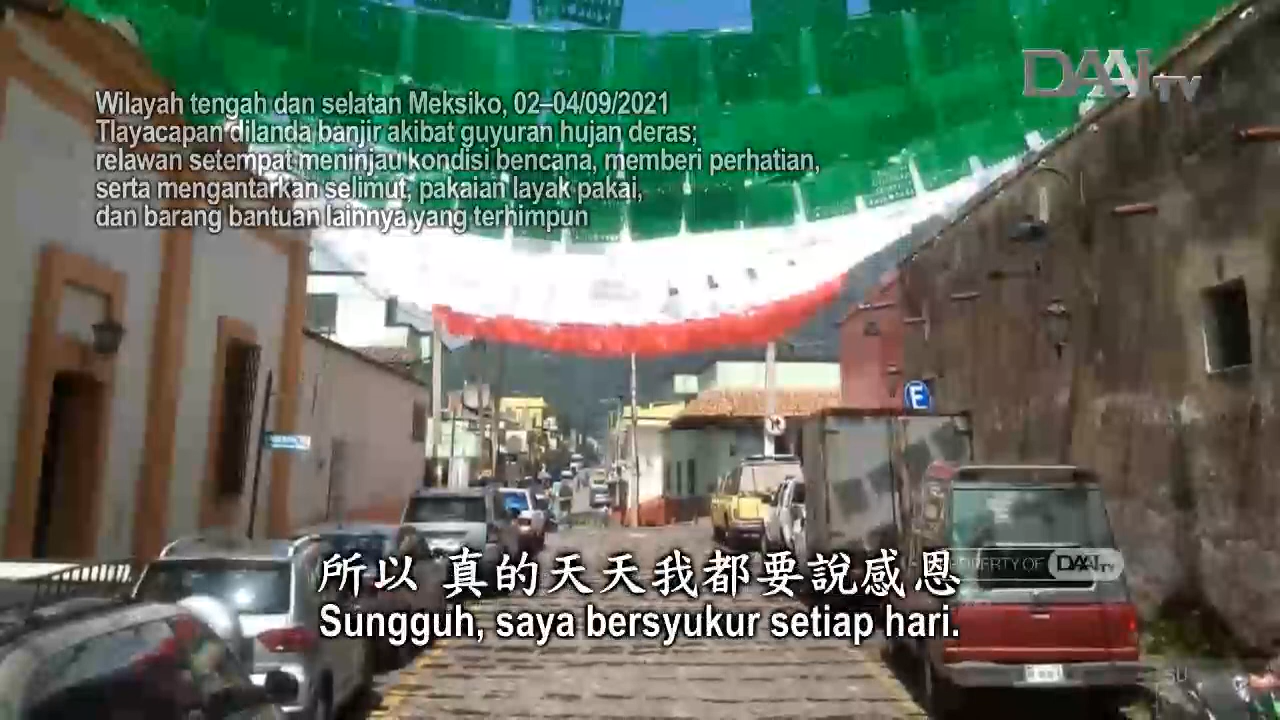 DAAI TV
Wilayah tengah dan selatan Meksiko, 02–04/09/2021
Tlayacapan dilanda banjir akibat guyuran hujan deras;
relawan setempat meninjau kondisi bencana, memberi perhatian,
serta mengantarkan selimut, pakaian layak pakai,
dan barang bantuan lainnya yang terhimpun
E
PROPERTY OF DAAI TV
所以 真的天天我都要說感恩
Sungguh, saya bersyukur setiap hari.
SU